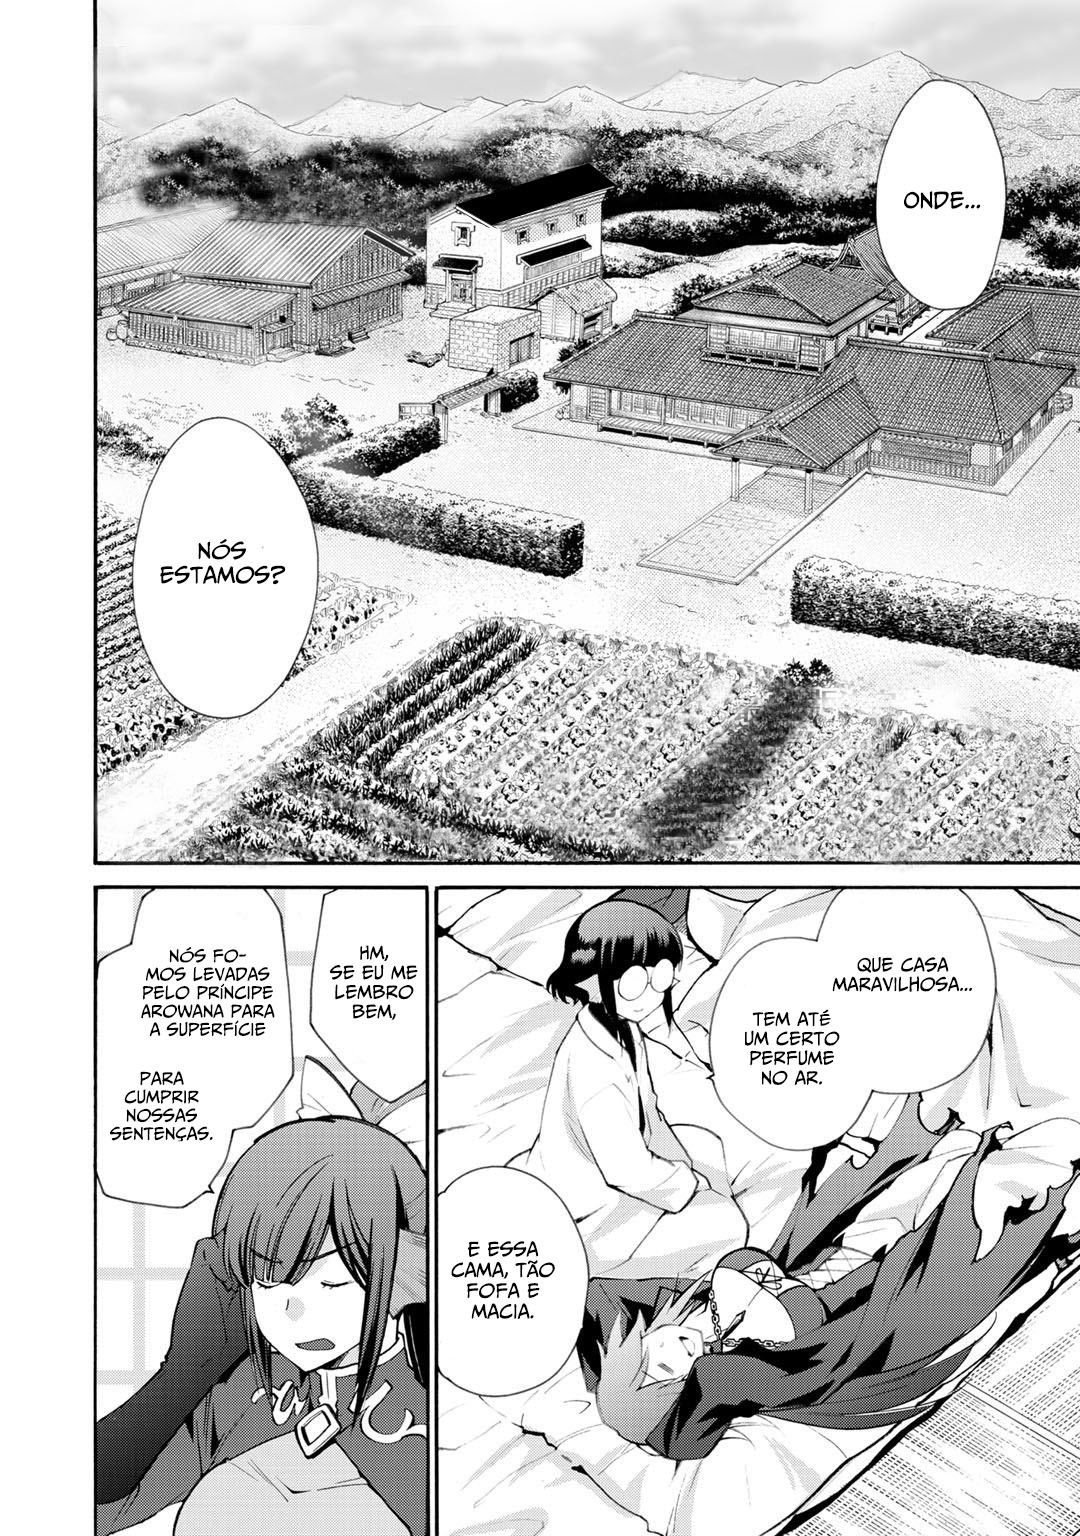 ONDE...
NÓS
ESTAMOS?
QUE CASA
MARAVILHOSA...
TEM ATÉ
UM CERTO
PERFUME
NO AR.
E ESSA
CAMA, TÃO
FOFA E
MACIA.
HM,
SE EU ME
LEMBRO
BEM,
NÓS FO-
MOS LEVADAS
PELO PRÍNCIPE
AROWANA PARA
A SUPERFÍCIE
PARA
CUMPRIR
NOSSAS
SENTENÇAS.